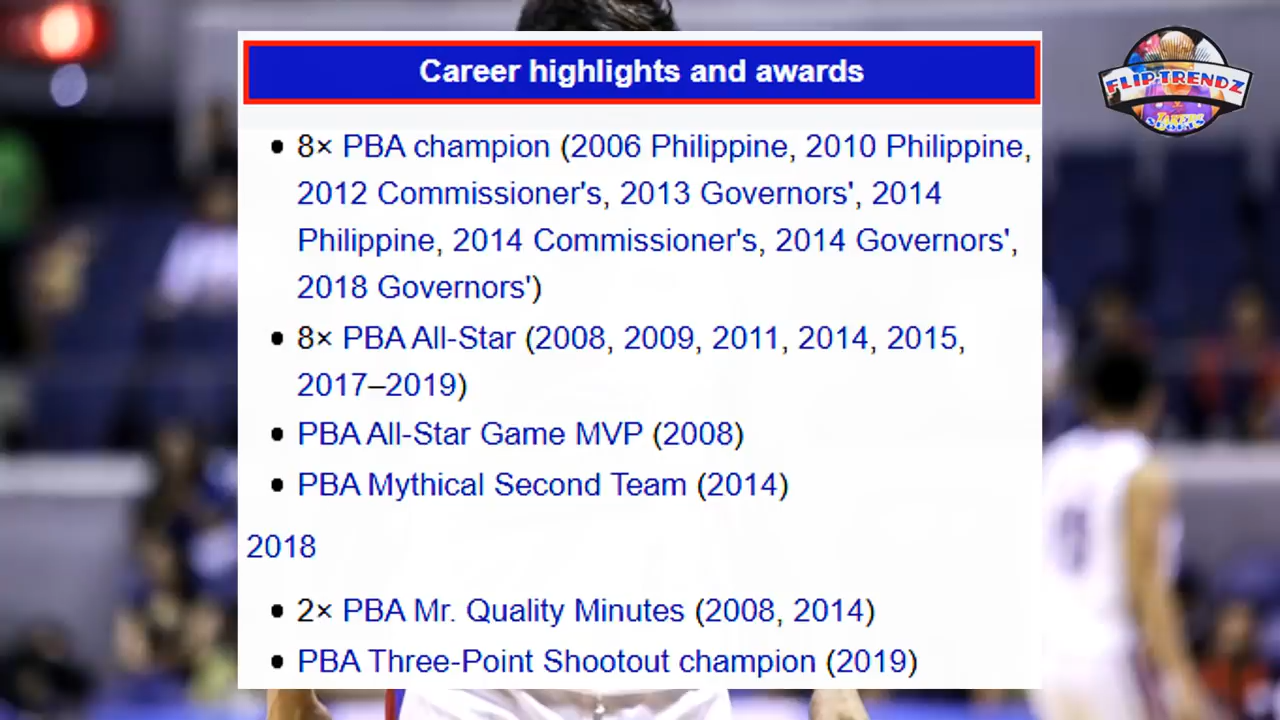 Career highlights and awards
FLIPTRENDZ
SPORTS
• 8× PBA champion (2006 Philippine, 2010 Philippine,
2012 Commissioner's, 2013 Governors', 2014
Philippine, 2014 Commissioner's, 2014 Governors',
2018 Governors')
• 8× PBA All-Star (2008, 2009, 2011, 2014, 2015,
2017–2019)
• PBA All-Star Game MVP (2008)
• PBA Mythical Second Team (2014)
2018
• 2× PBA Mr. Quality Minutes (2008, 2014)
• PBA Three-Point Shootout champion (2019)